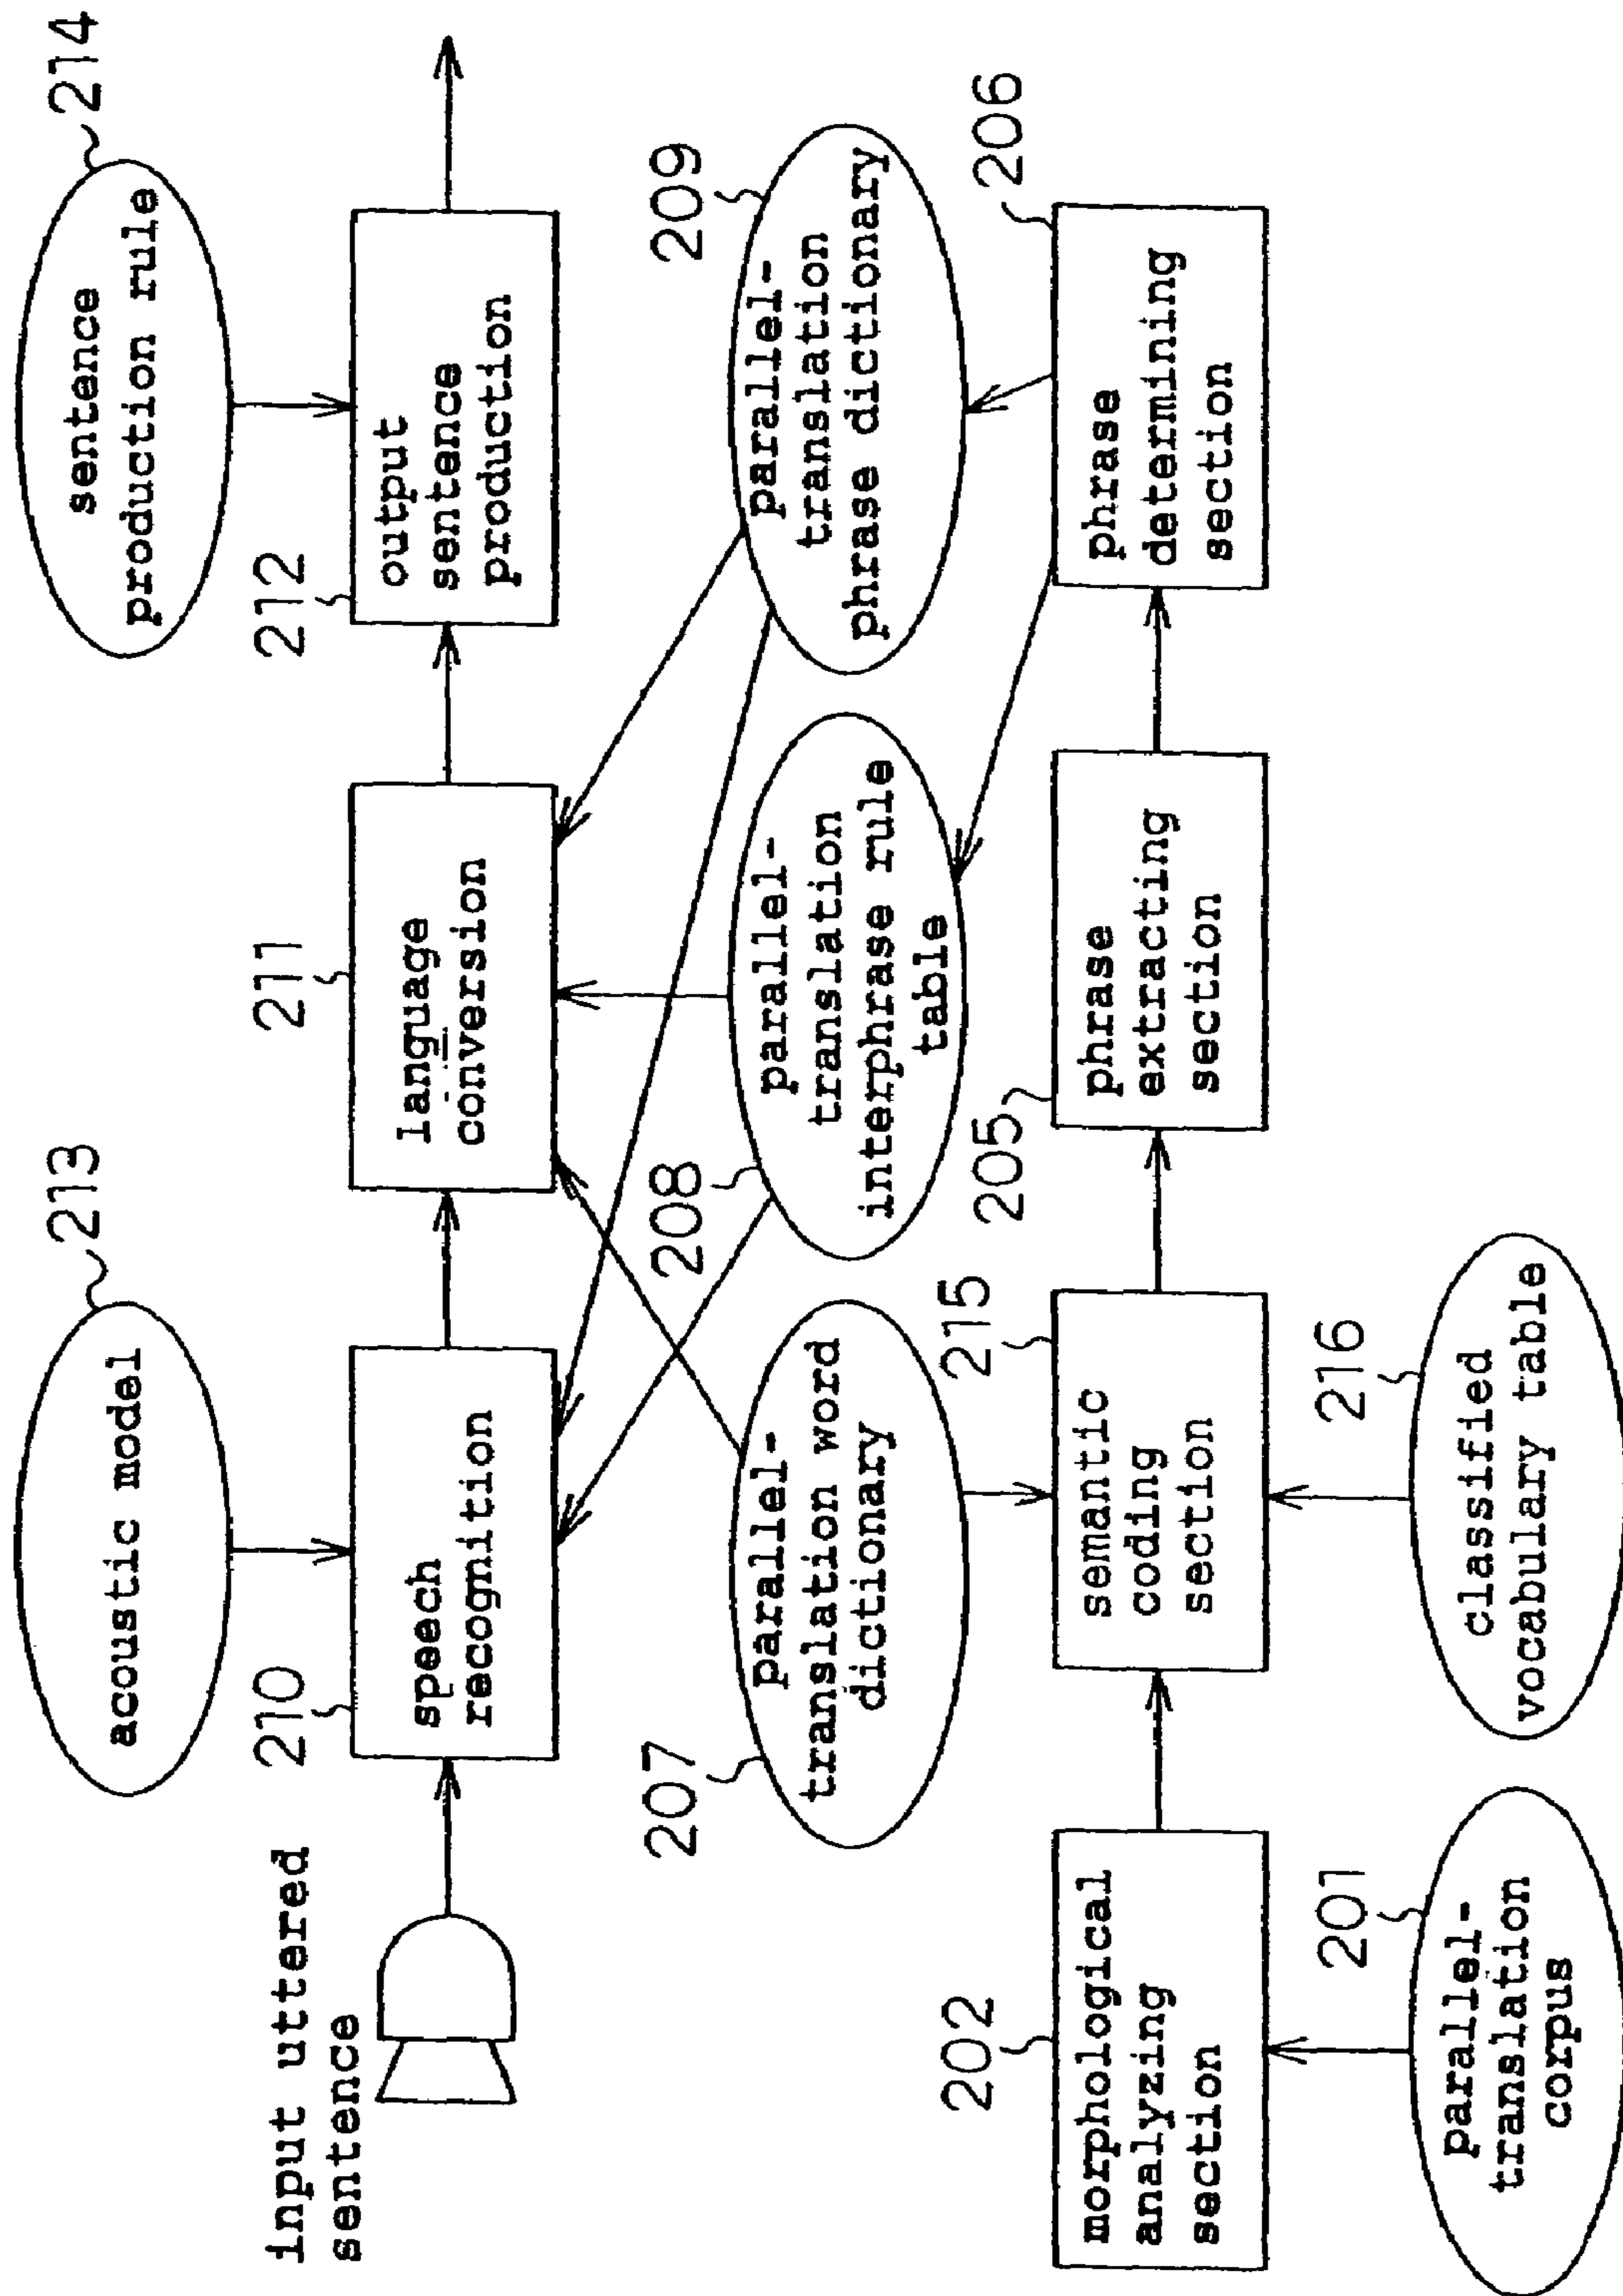 acoustic model
213
sentence
production rule
214
input uttered
sentence
210
speech
recognition
211
language
conversion
212
output
sentence
production
207
parallel-
translation word
dictionary
208
parallel-
translation
interphrase rule
table
209
parallel-
translation
phrase dictionary
202
morphological
analyzing
section
215
semantic
coding
section
205
phrase
extracting
section
206
phrase
determining
section
201
parallel-
translation
corpus
216
classified
vocabulary table